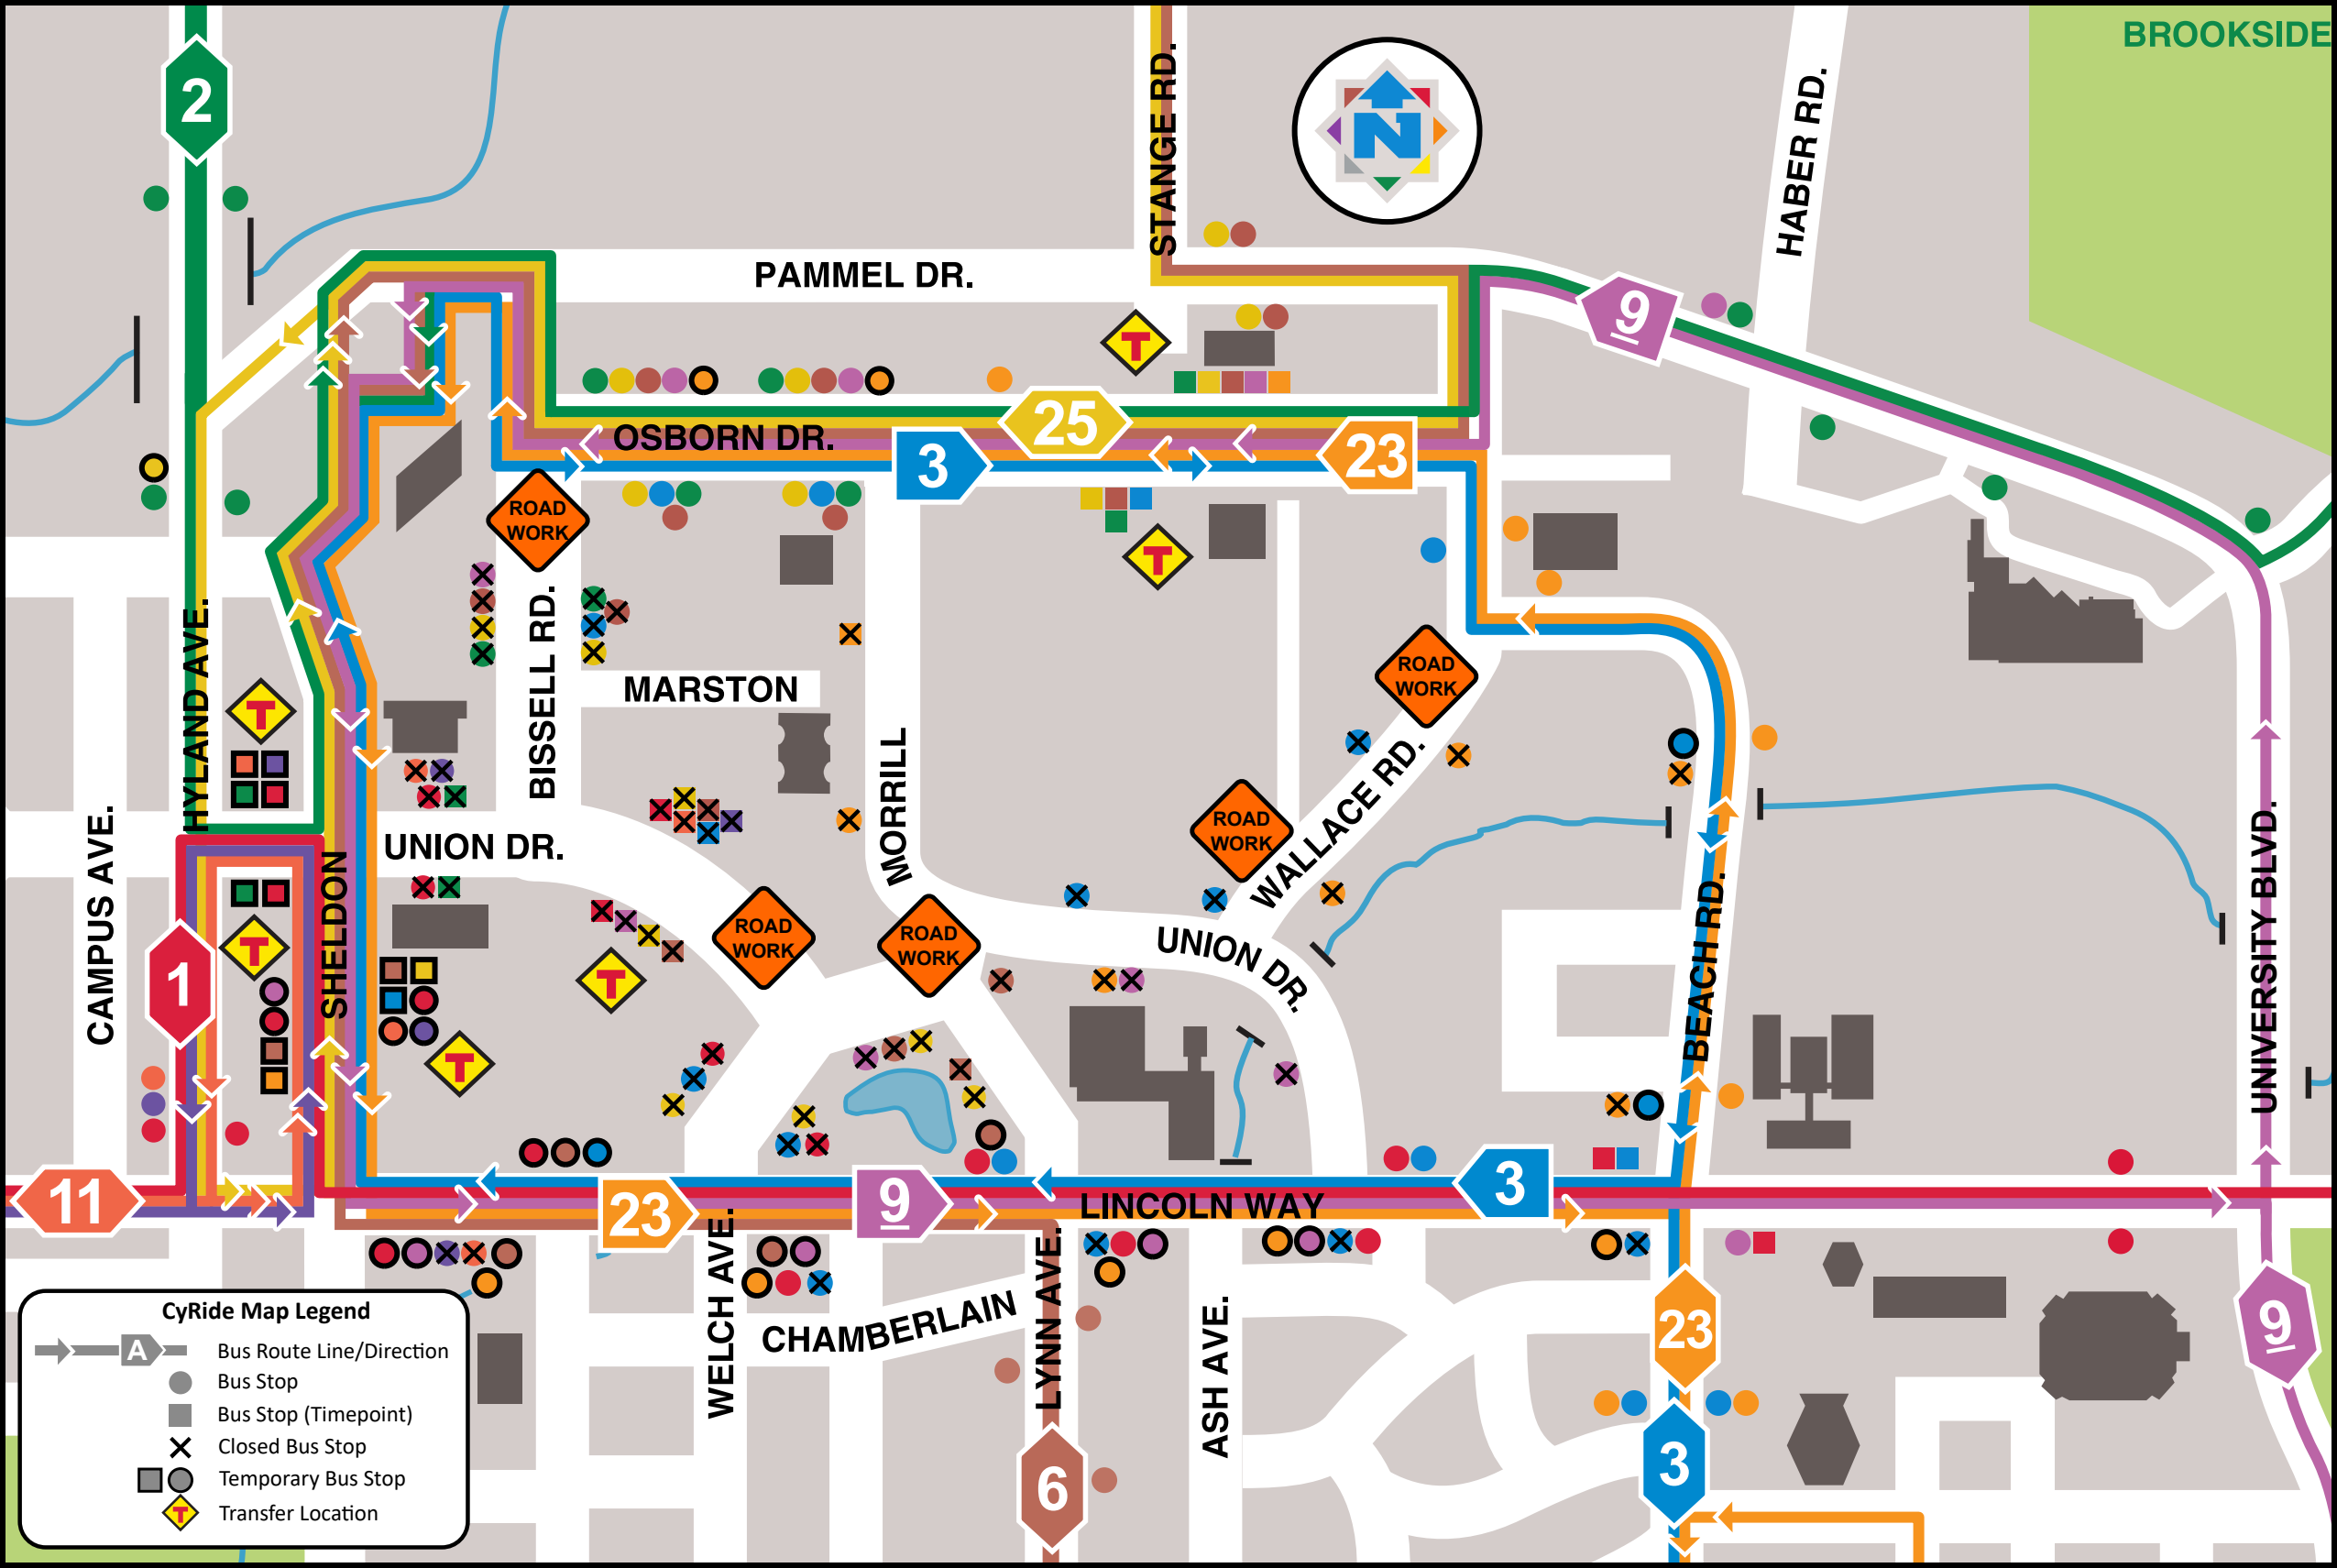 BROOKSIDE
2
STANGE RD.
N
HABER RD.
PAMMEL DR.
9
T
25
OSBORN DR.
3
23
ROAD
WORK
T
HYLAND AVE.
BISSELL RD.
MARSTON
ROAD
WORK
T
MORRILL
WALLACE RD.
ROAD
WORK
CAMPUS AVE.
UNION DR.
SHELDON
UNION DR.
BEACH RD.
UNIVERSITY BLVD.
1
T
T
ROAD
WORK
ROAD
WORK
T
11
23
9
LINCOLN WAY
3
WELCH AVE.
CHAMBERLAIN
LYNN AVE.
ASH AVE.
23
9
6
3
CyRide Map Legend
A
Bus Route Line/Direction
Bus Stop
Bus Stop (Timepoint)
Closed Bus Stop
Temporary Bus Stop
T
Transfer Location